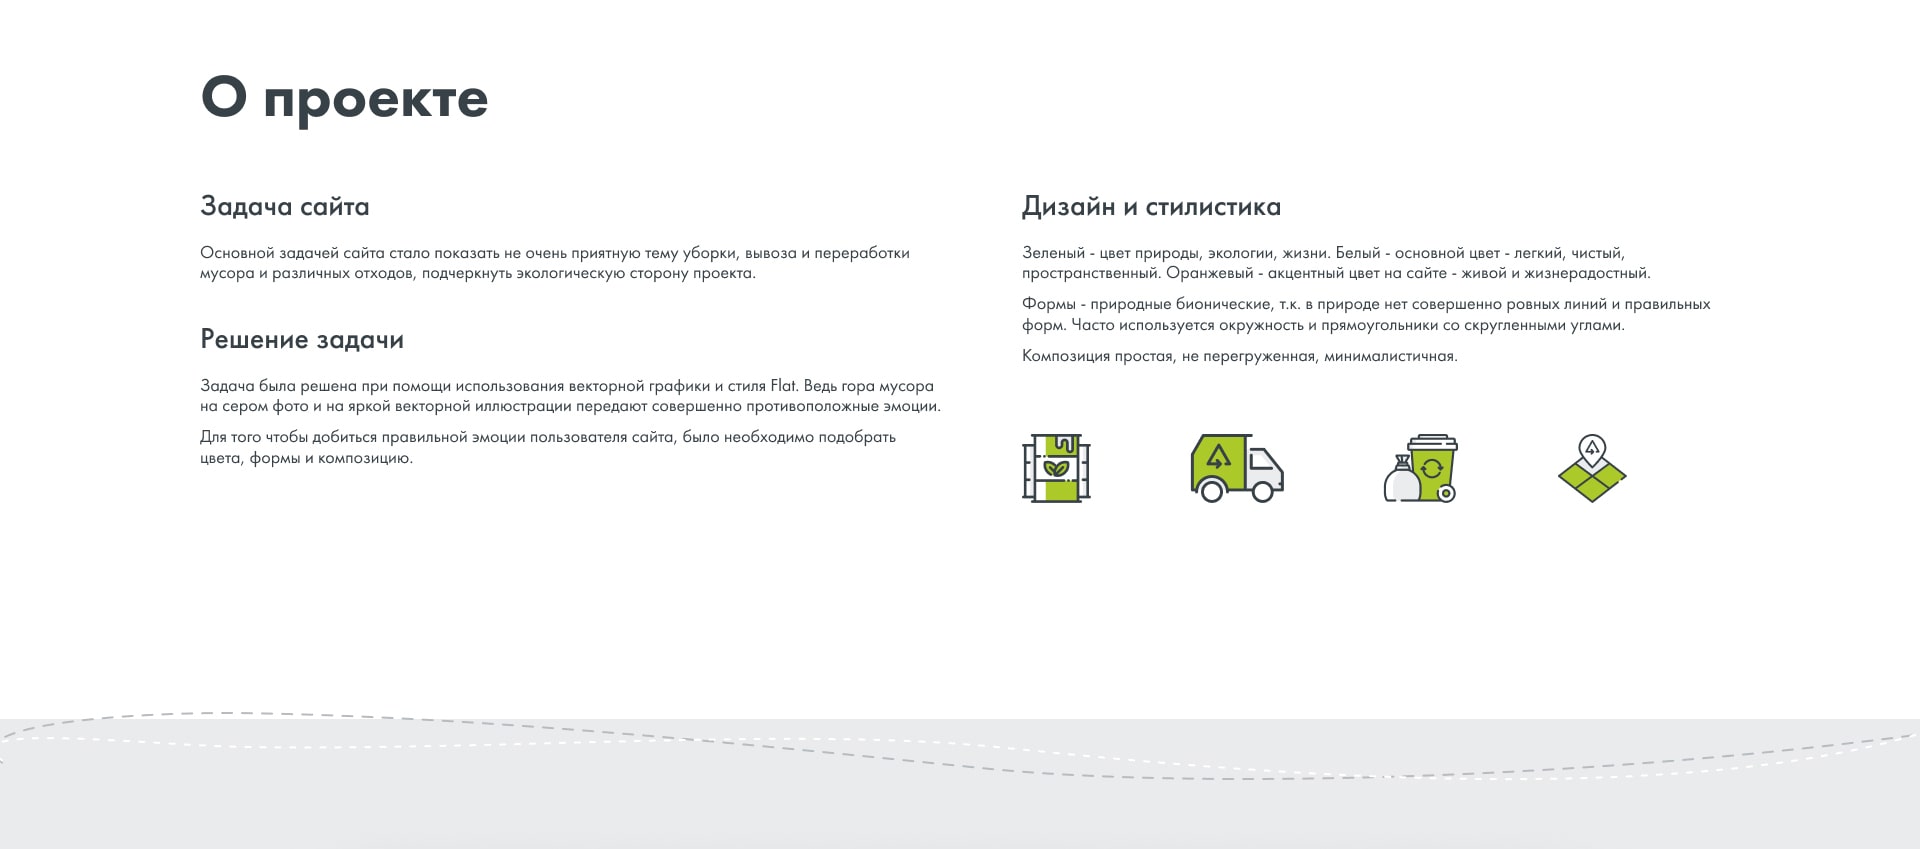 О проекте
Задача сайта
Основной задачей сайта стало показать не очень приятную тему уборки, вывоза и переработки
мусора и различных отходов, подчеркнуть экологическую сторону проекта.
Решение задачи
Задача была решена при помощи использования векторной графики и стиля Flat. Ведь гора мусора
на сером фото и на яркой векторной иллюстрации передают совершенно противоположные эмоции.
Для того чтобы добиться правильной эмоции пользователя сайта, было необходимо подобрать
цвета, формы и композицию.
Дизайн и стилистика
Зеленый - цвет природы, экологии, жизни. Белый - основной цвет - легкий, чистый,
пространственный. Оранжевый - акцентный цвет на сайте - живой и жизнерадостный.
Формы - природные бионические, т.к. в природе нет совершенно ровных линий и правильных
форм. Часто используется окружность и прямоугольники со скругленными углами.
Композиция простая, не перегруженная, минималистичная.